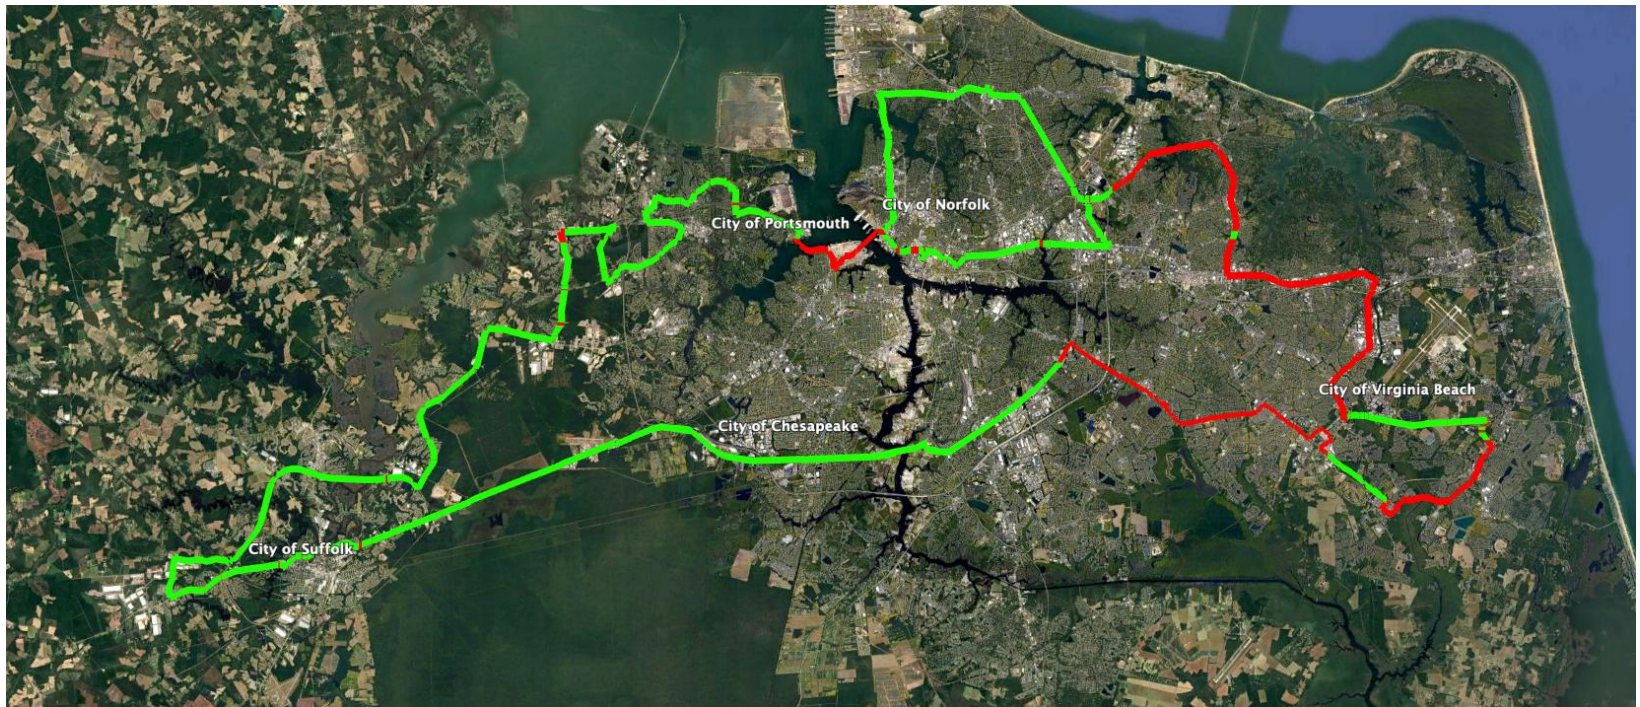 City of Norfolk
City of Portsmouth
City of Virginia Beach
City of Chesapeake
City of Suffolk